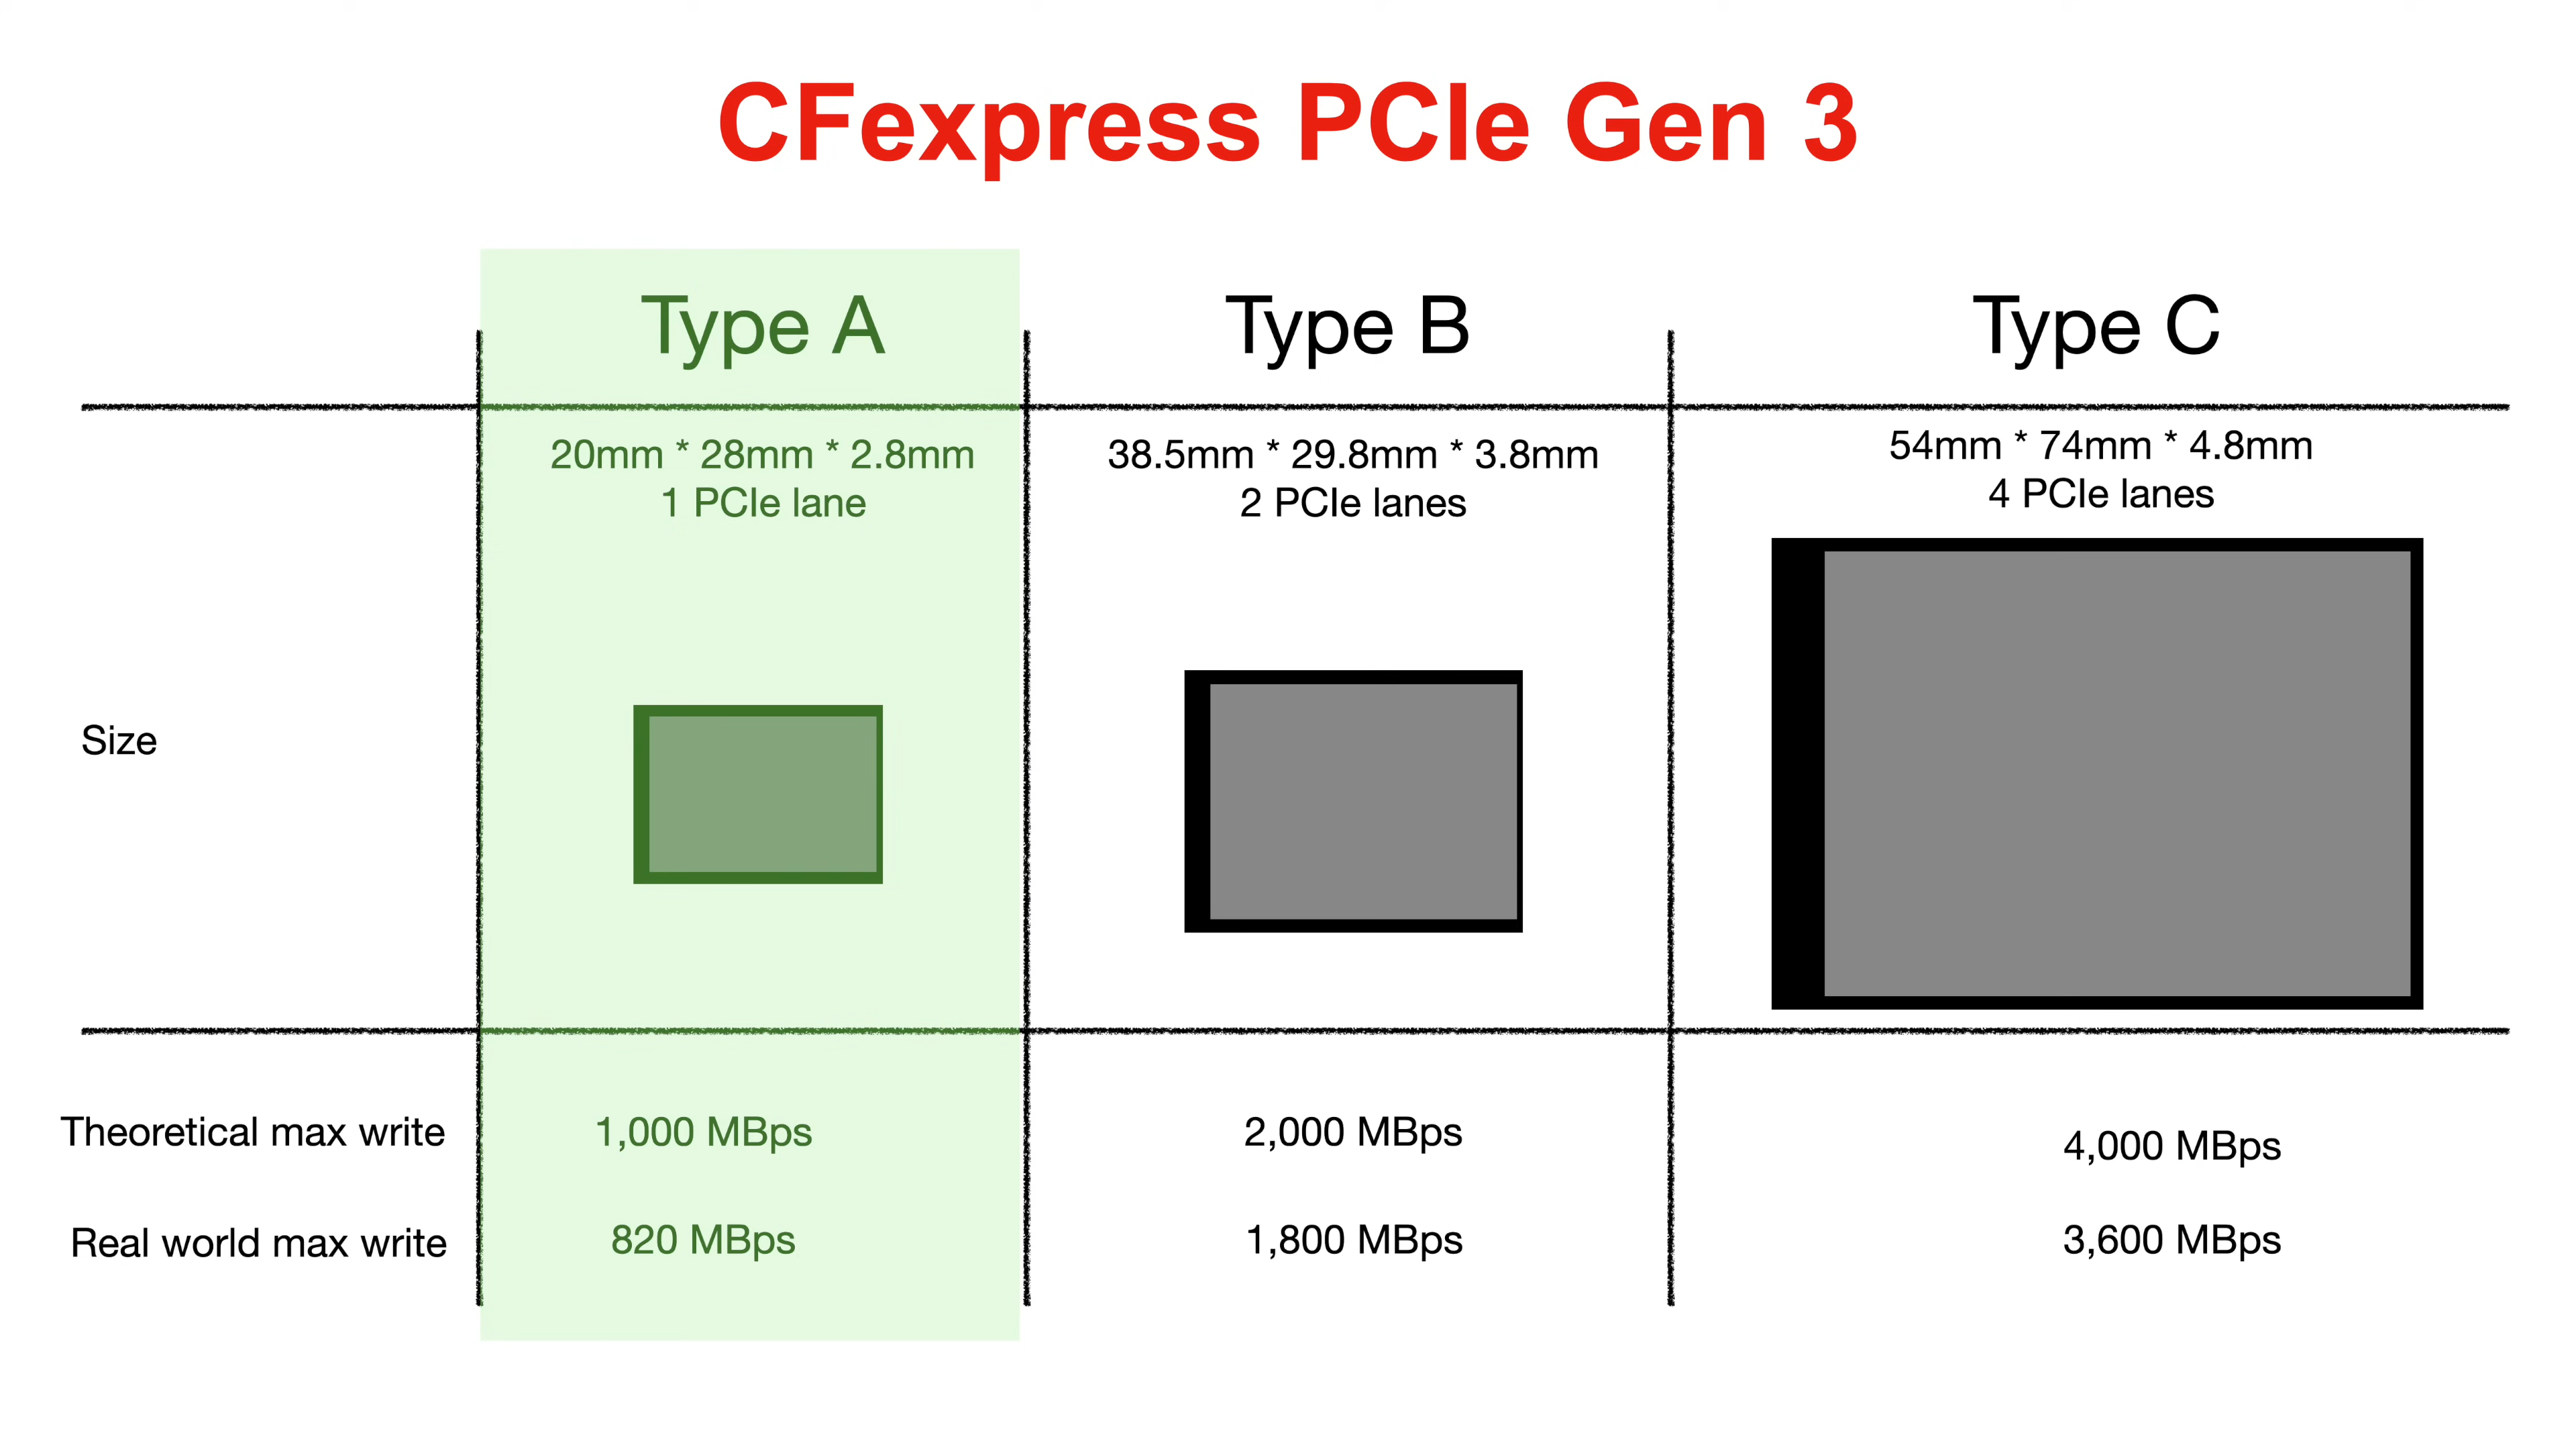 CFexpress PCIe Gen 3
Type A
Type B
Type C
20mm * 28mm * 2.8mm
1 PCIe lane
38.5mm * 29.8mm * 3.8mm
2 PCIe lanes
54mm * 74mm * 4.8mm
4 PCIe lanes
Size
Theoretical max write
1,000 MBps
2,000 MBps
4,000 MBps
Real world max write
820 MBps
1,800 MBps
3,600 MBps